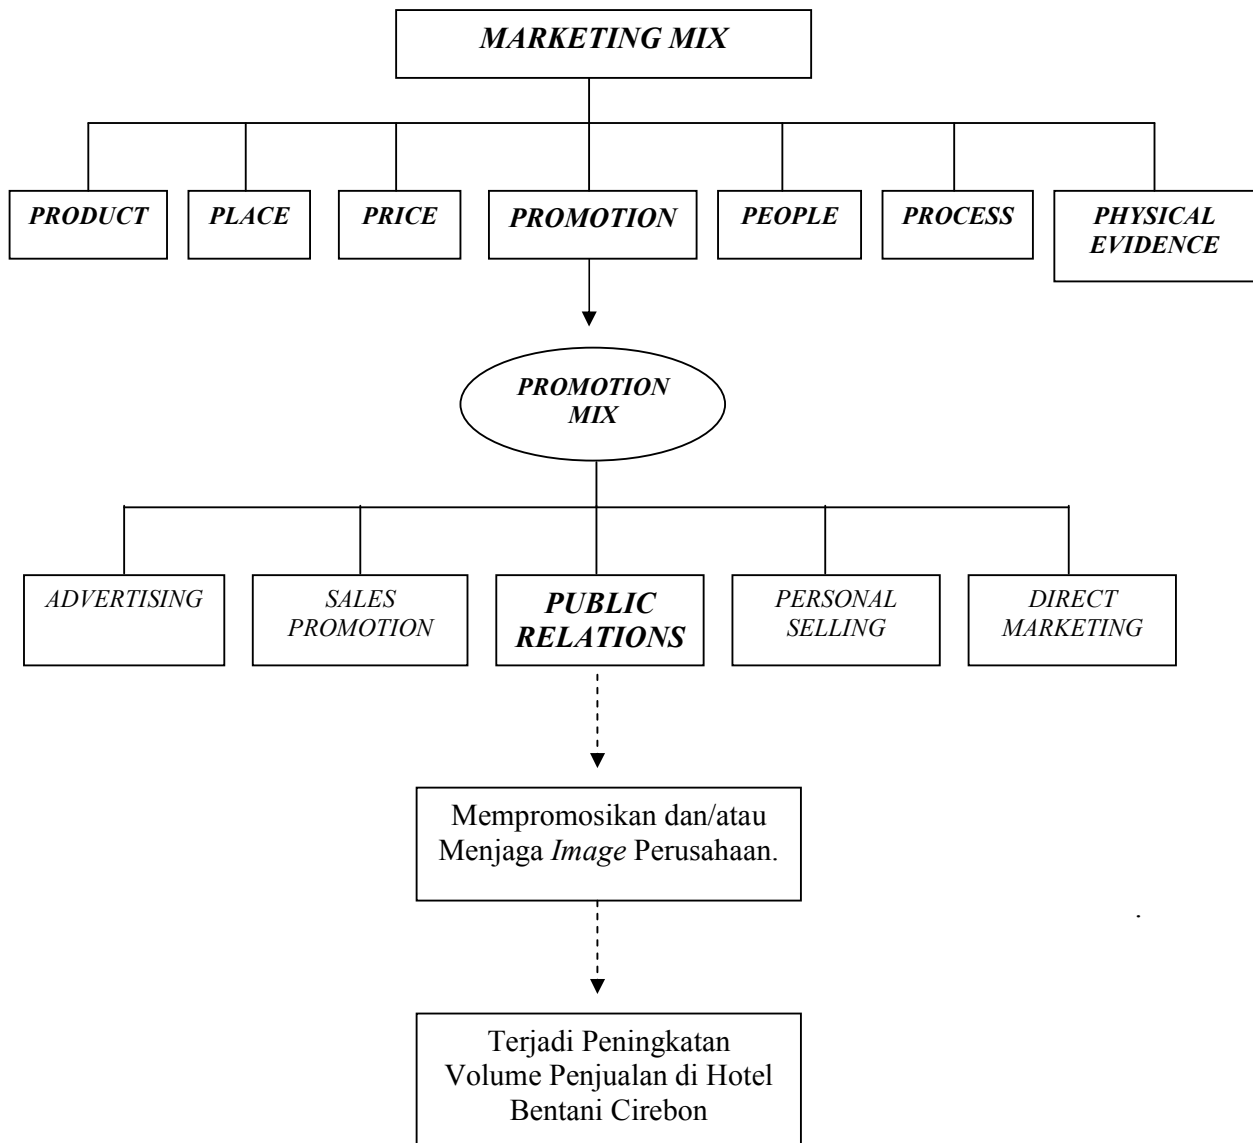 MARKETING MIX
PRODUCT
PLACE
PRICE
PROMOTION
PEOPLE
PROCESS
PHYSICAL
EVIDENCE
PROMOTION
MIX
ADVERTISING
SALES
PROMOTION
PUBLIC
RELATIONS
PERSONAL
SELLING
DIRECT
MARKETING
Mempromosikan dan/atau
Menjaga Image Perusahaan.
Terjadi Peningkatan
Volume Penjualan di Hotel
Bentani Cirebon